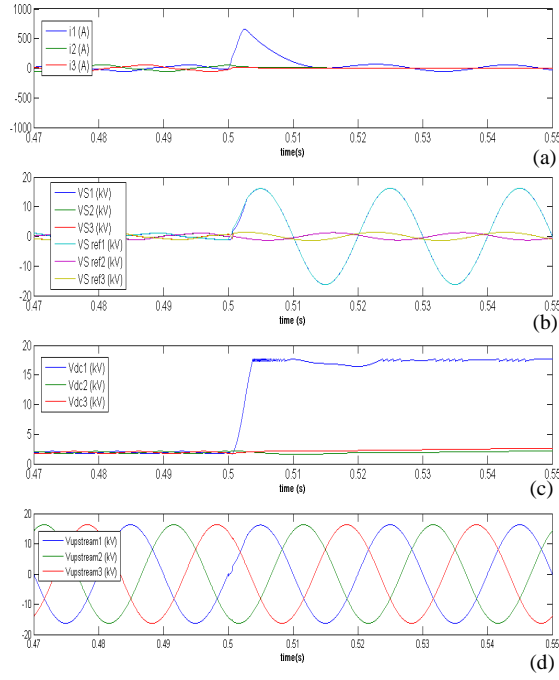 1000
500
0
-500
-1000
i1 (A)
i2 (A)
i3 (A)
0.47 0.48 0.49 0.5 0.51 0.52 0.53 0.54 0.55
time(s)
(a)
20
10
0
-10
-20
VS1 (kV)
VS2 (kV)
VS3 (kV)
VS ref1 (kV)
VS ref2 (kV)
VS ref3 (kV)
0.47 0.48 0.49 0.5 0.51 0.52 0.53 0.54 0.55
time (s)
(b)
20
15
10
5
0
Vdc1 (kV)
Vdc2 (kV)
Vdc3 (kV)
0.47 0.48 0.49 0.5 0.51 0.52 0.53 0.54 0.55
time (s)
(c)
20
10
0
-10
-20
Vupstream1 (kV)
Vupstream2 (kV)
Vupstream3 (kV)
0.47 0.48 0.49 0.5 0.51 0.52 0.53 0.54 0.55
time(s)
(d)